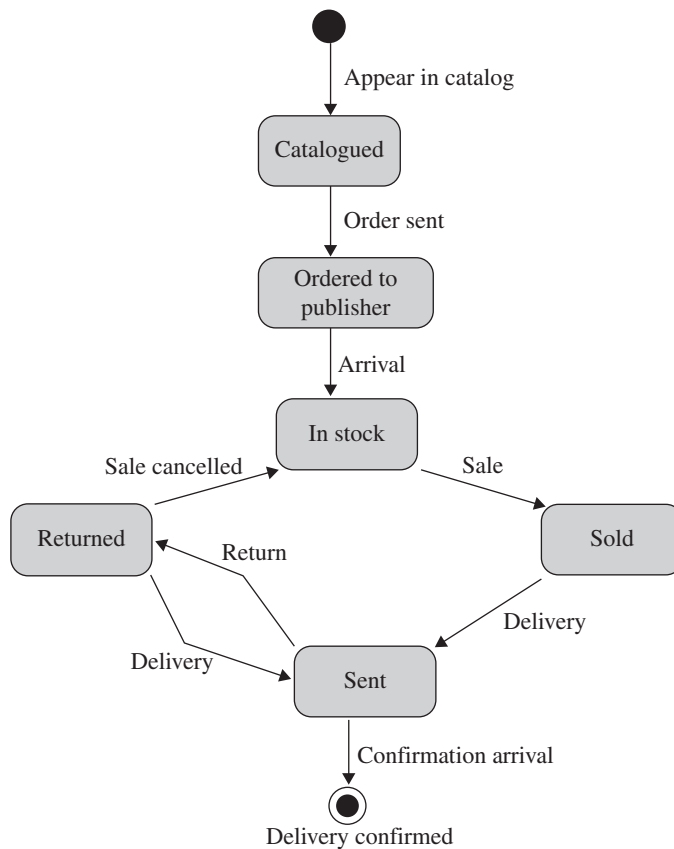 Appear in catalog
Catalogued
Order sent
Ordered to
publisher
Arrival
In stock
Sale cancelled
Sale
Returned
Return
Sold
Delivery
Delivery
Sent
Confirmation arrival
Delivery confirmed